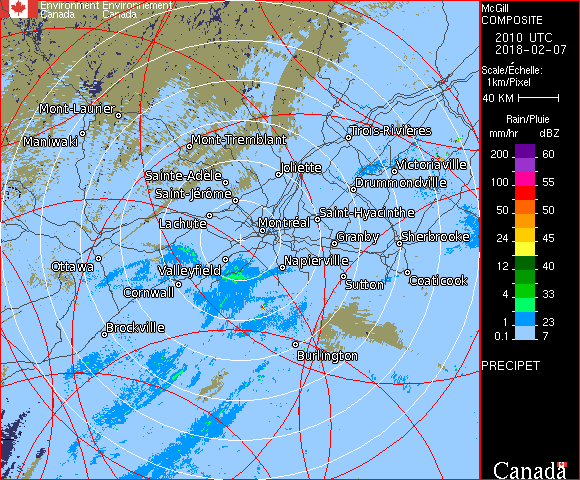 Environment Environnement
Canada Canada
McGill
COMPOSITE
2010 UTC
2018-02-07
Scale/Échelle:
1km/Pixel
40 KM
Rain/Pluie
mm/hr dBZ
200 60
100 55
50 50
24 45
12 40
4 33
1 23
0.1 7
PRECIPET
Canada
Mont-Laurier
Maniwaki
Mont-Tremblant
Trois-Rivières
Joliette
Victoriaville
Sainte-Adèle
Drummondville
Saint-Jérôme
Lachute
Montréal
Saint-Hyacinthe
Granby
Sherbrooke
Ottawa
Valleyfield
Napierville
Cornwall
Sutton
Coaticook
Brockville
Burlington